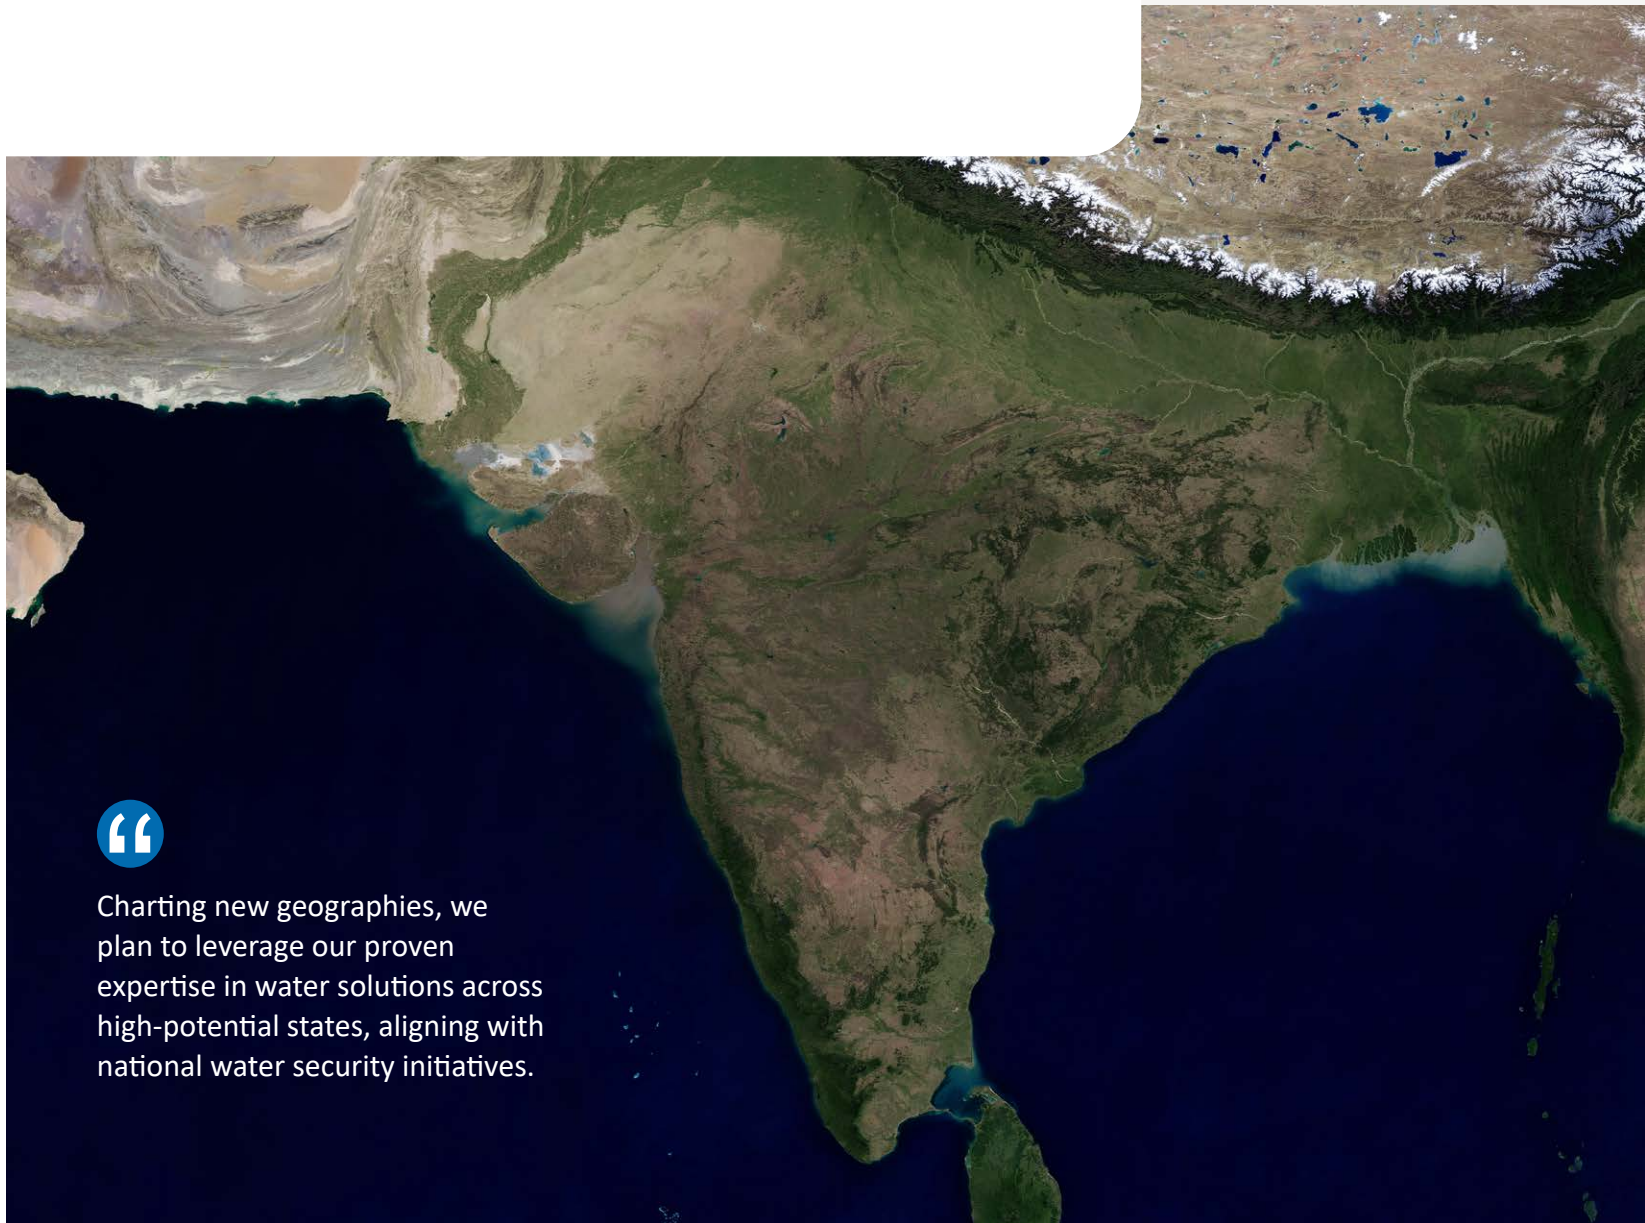 Charting new geographies, we
plan to leverage our proven
expertise in water solutions across
high-potential states, aligning with
national water security initiatives.